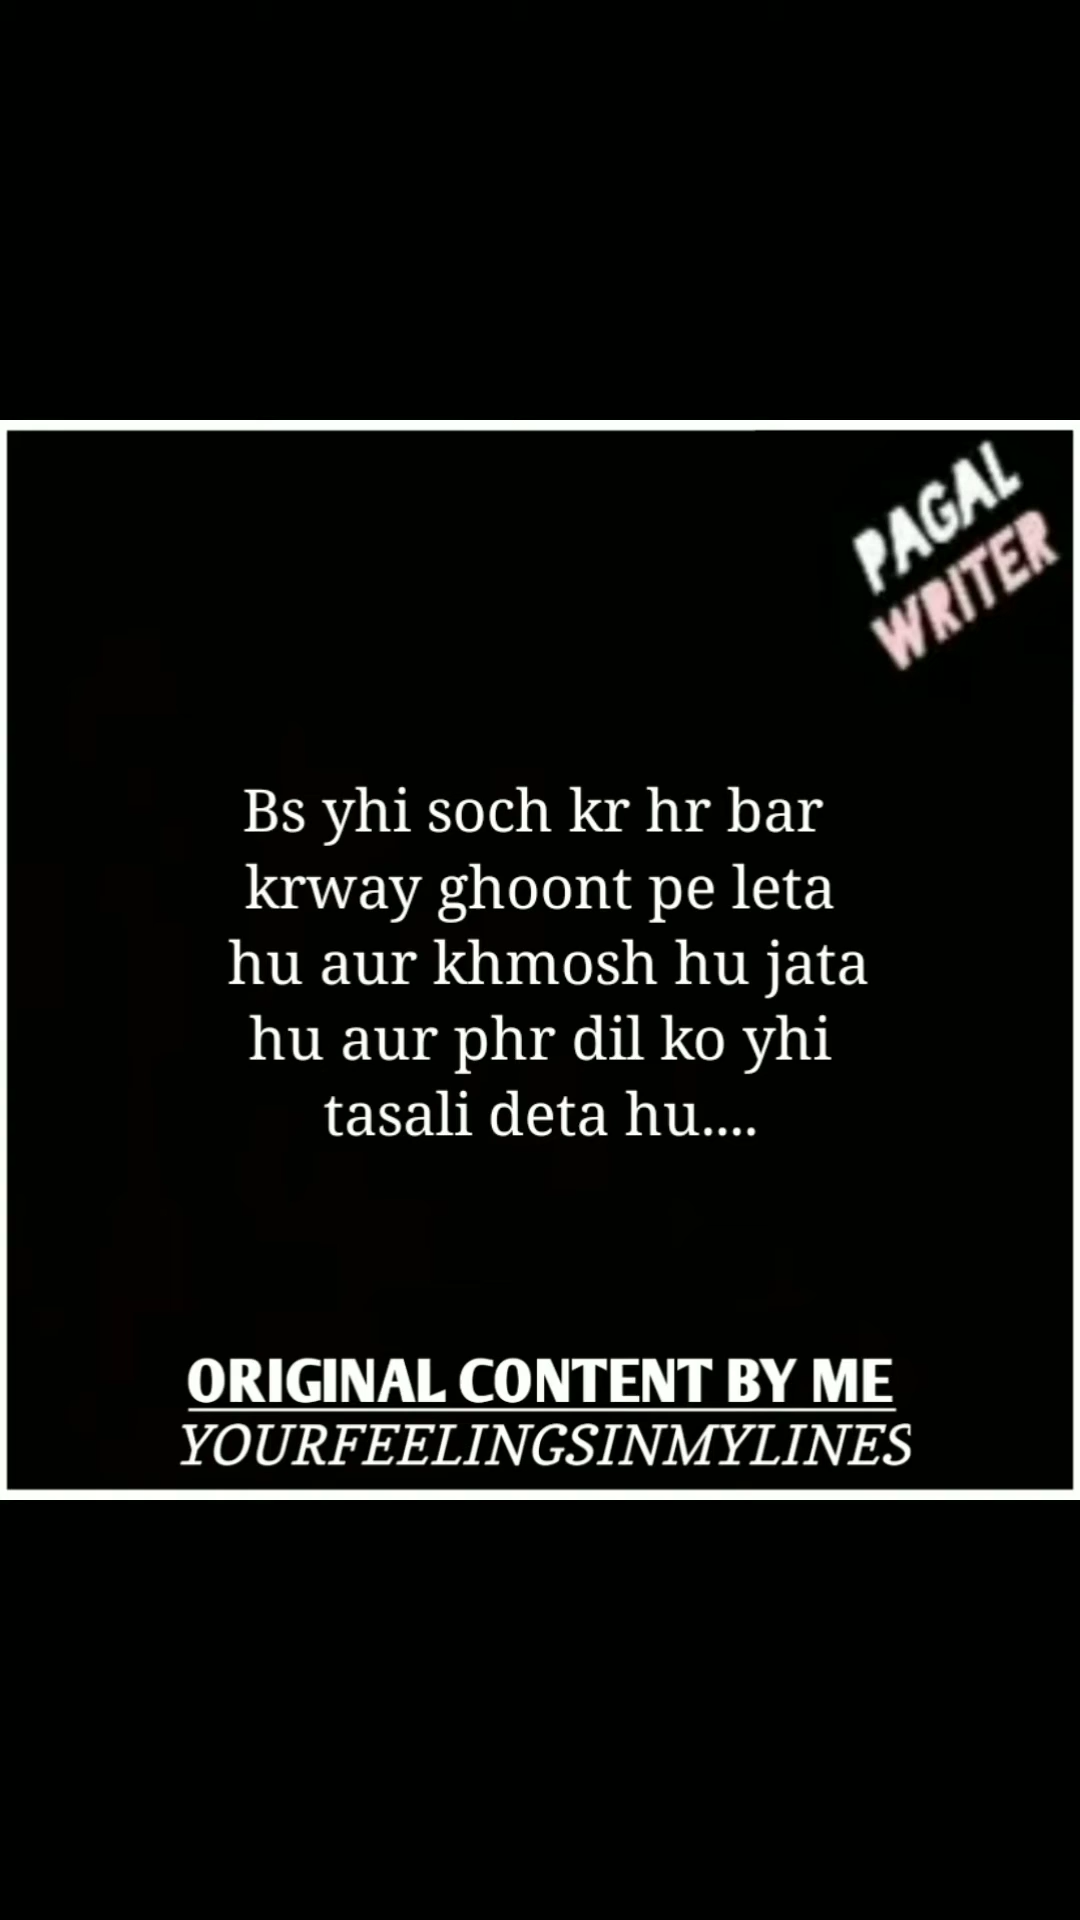 PAGAL
WRITER
Bs yhi soch kr hr bar
krway ghoont pe leta
hu aur khmosh hu jata
hu aur phr dil ko yhi
tasali deta hu....
ORIGINAL CONTENT BY ME
YOURFEELINGSINMYLINES